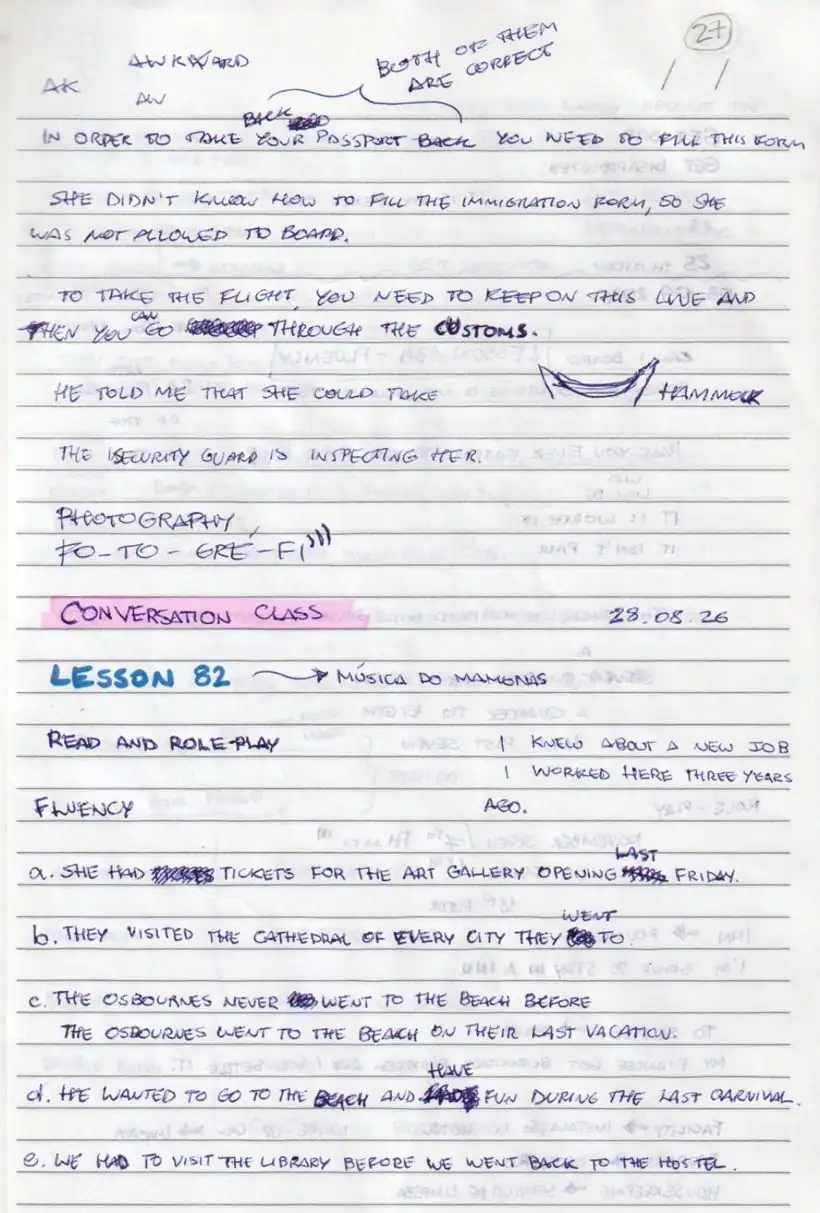 27
AWKWARD
BOTH OF THEM
ARE CORRECT
AK
AW
BACK
IN ORDER TO TAKE YOUR PASSPORT BACK YOU NEED TO FILL THIS FORM
SHE DIDN'T KNOW HOW TO FILL THE IMMIGRATION FORM, SO SHE
WAS NOT ALLOWED TO BOARD.
TO TAKE THE FLIGHT, YOU NEED TO KEEP ON THIS LINE AND
CAN
THEN YOU GO THROUGH THE CUSTOMS.
HE TOLD ME THAT SHE COULD TAKE
HAMMOCK
THE SECURITY GUARD IS INSPECTING HER.
PHOTOGRAPHY
FO-TO-GRÉ-FI
CONVERSATION CLASS 28.08.26
LESSON 82 → MÚSICA DO MAMONAS
READ AND ROLE-PLAY I KNEW ABOUT A NEW JOB
I WORKED HERE THREE YEARS
FLUENCY AGO.
LAST
a. SHE HAD TICKETS FOR THE ART GALLERY OPENING FRIDAY.
WENT
b. THEY VISITED THE CATHEDRAL OF EVERY CITY THEY TO.
c. THE OSBOURNES NEVER WENT TO THE BEACH BEFORE
THE OSBOURNES WENT TO THE BEACH ON THEIR LAST VACATION.
HAVE
d. HE WANTED TO GO TO THE BEACH AND FUN DURING THE LAST CARNIVAL.
e. WE HAD TO VISIT THE LIBRARY BEFORE WE WENT BACK TO THE HOSTEL.